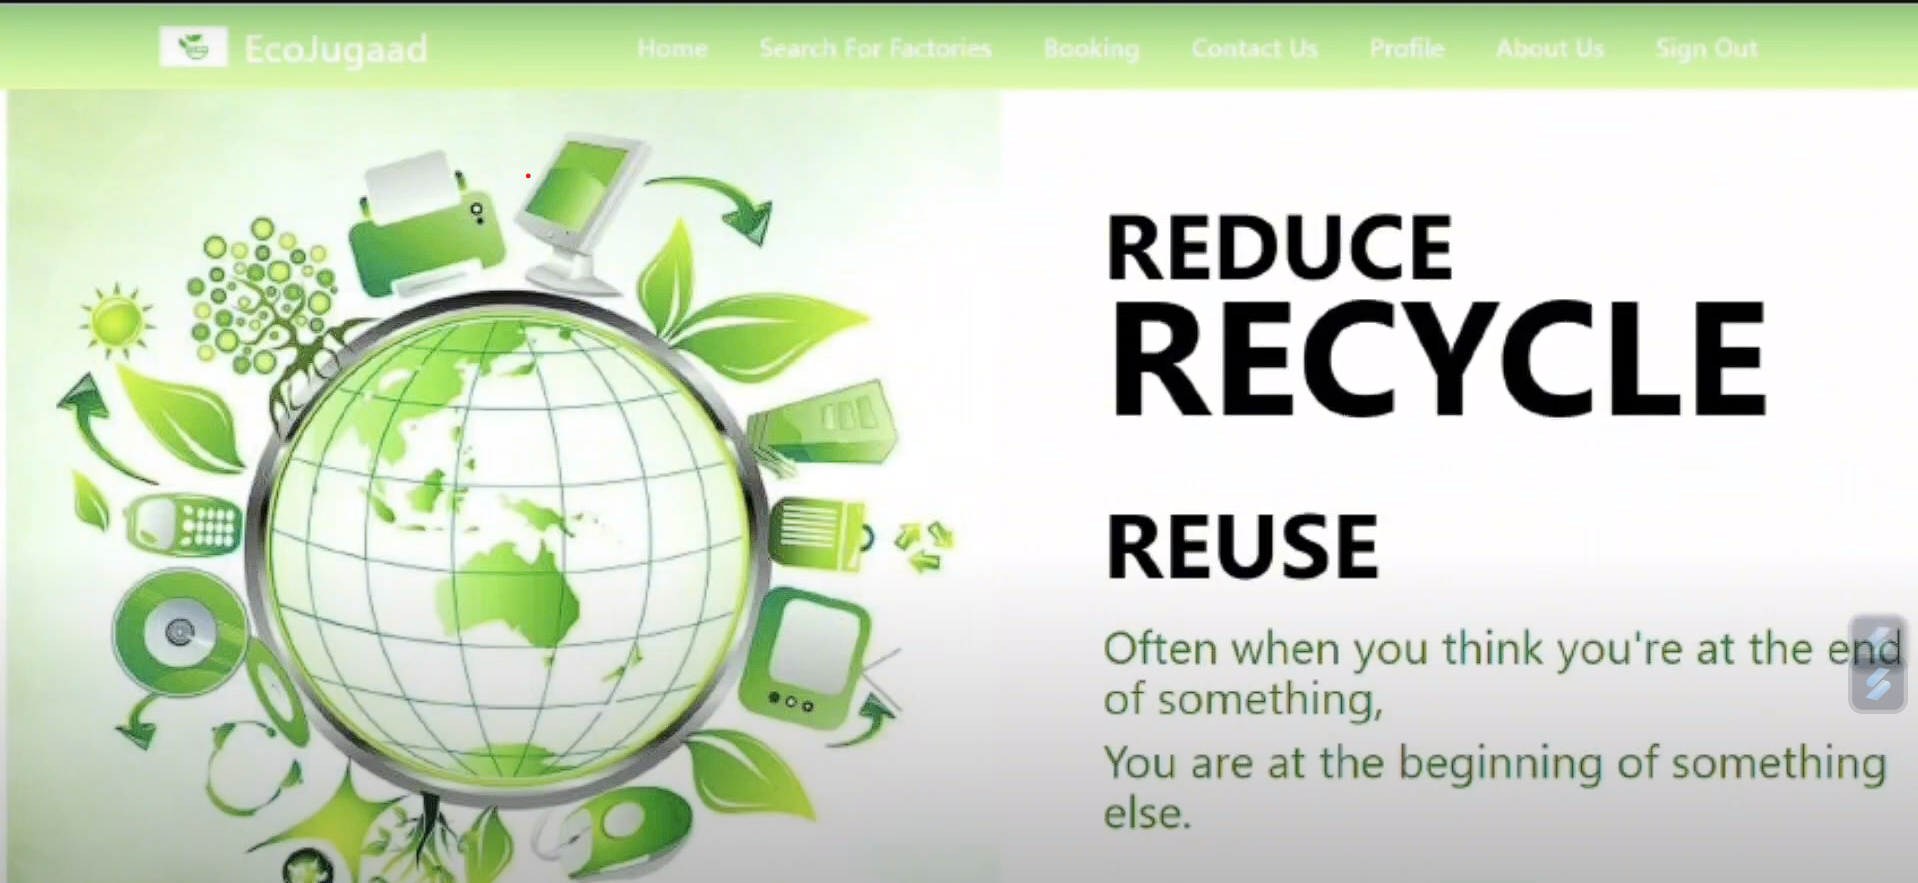 EcoJugaad
Home Search For Factories Booking Contact Us Profile About Us Sign Out
REDUCE
RECYCLE
REUSE
Often when you think you're at the end
of something,
You are at the beginning of something
else.